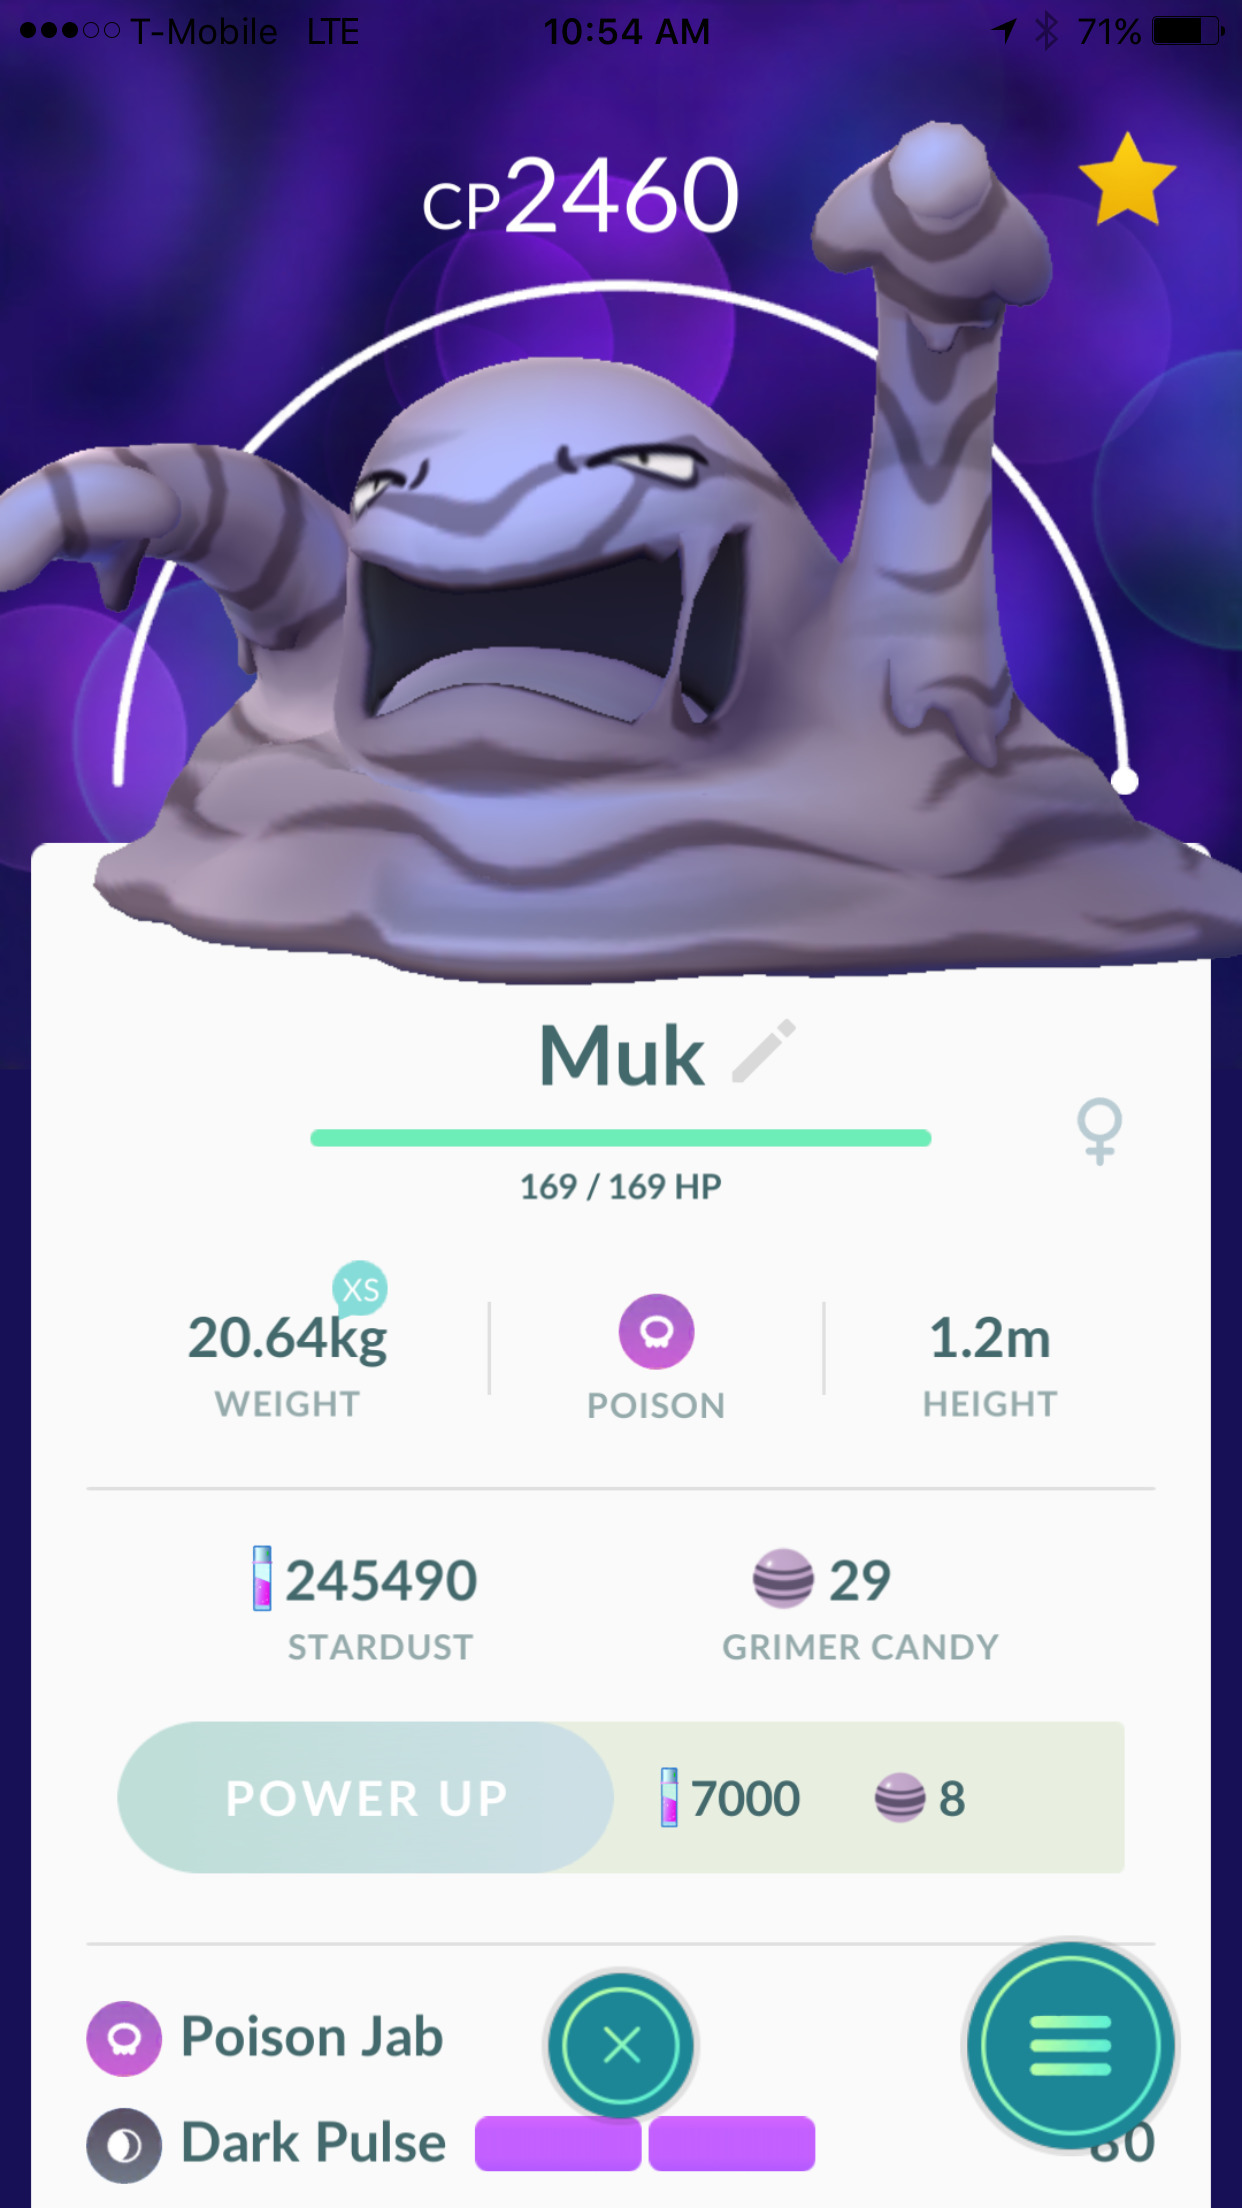 T-Mobile LTE 10:54 AM 71%
CP2460
Muk
169 / 169 HP
XS
20.64kg 1.2m
WEIGHT POISON HEIGHT
245490 29
STARDUST GRIMER CANDY
POWER UP 7000 8
Poison Jab
Dark Pulse 80